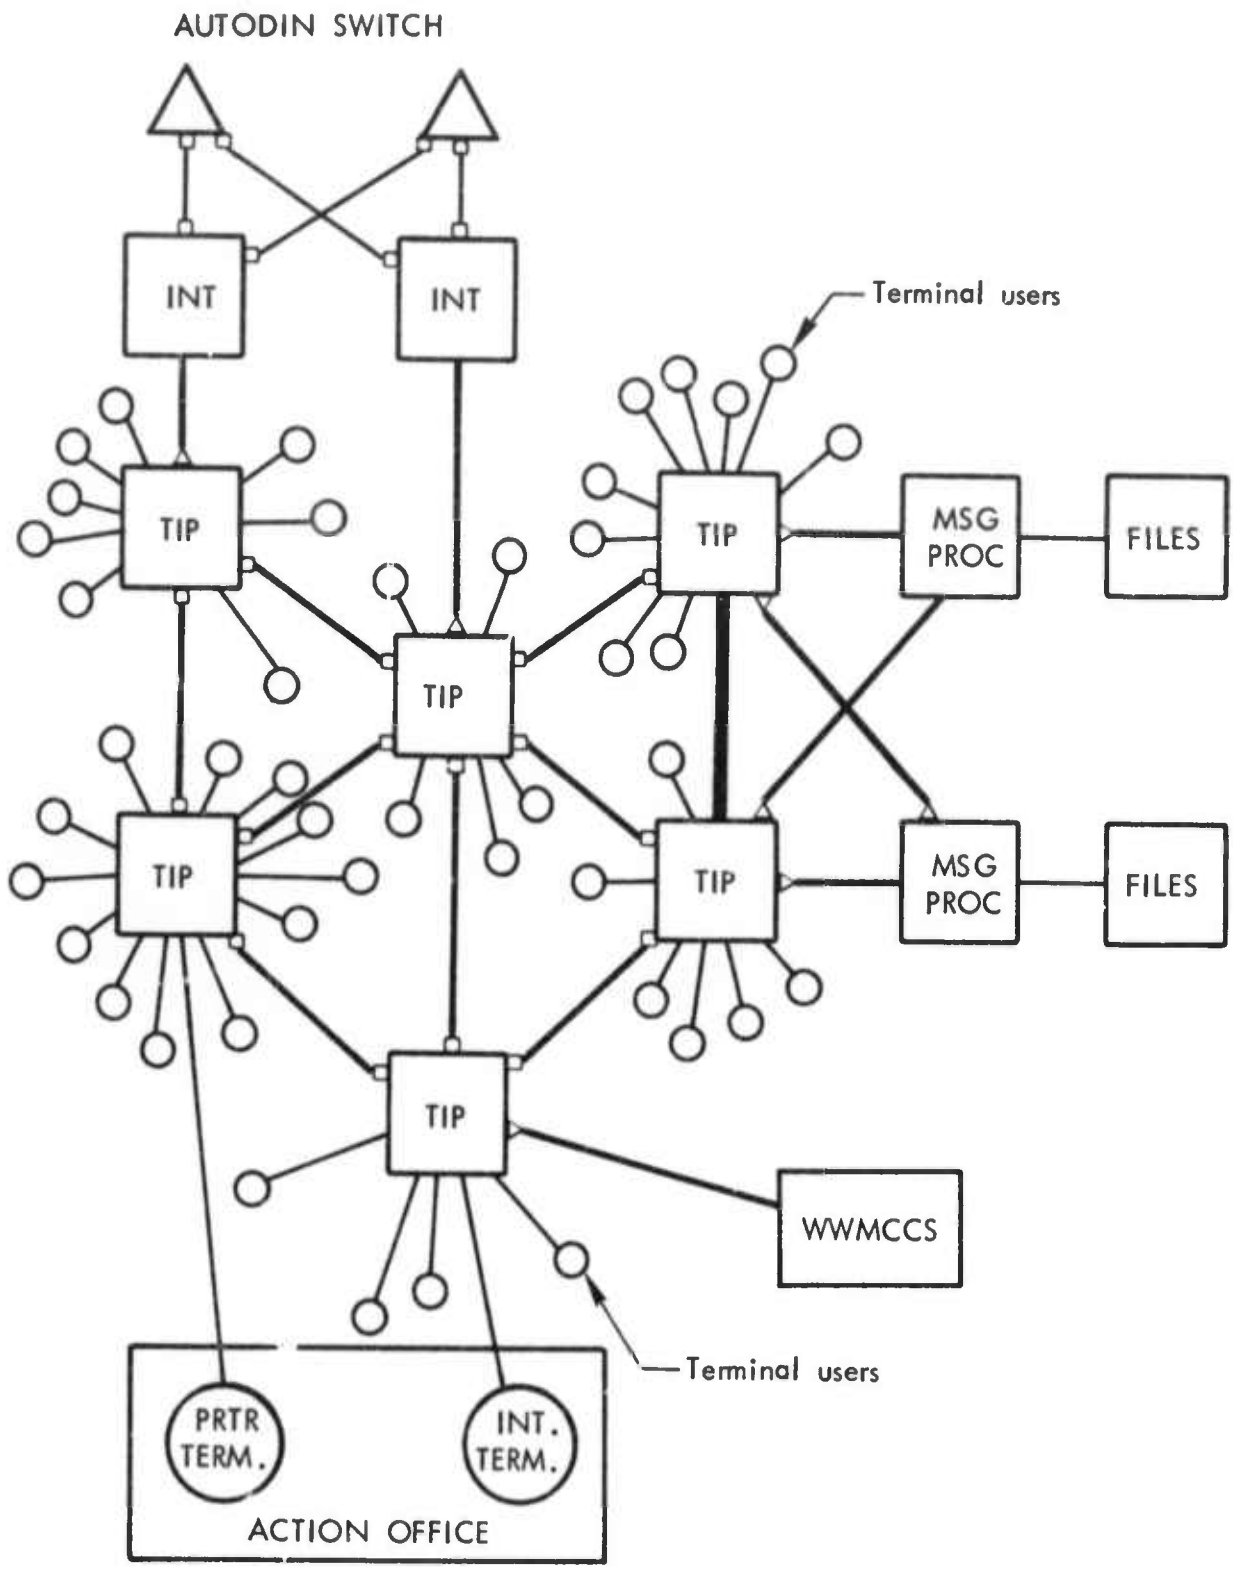 AUTODIN SWITCH
INT
INT
Terminal users
TIP
TIP
MSG
PROC
FILES
TIP
TIP
TIP
MSG
PROC
FILES
TIP
WWMCCS
Terminal users
PRTR
TERM.
INT.
TERM.
ACTION OFFICE